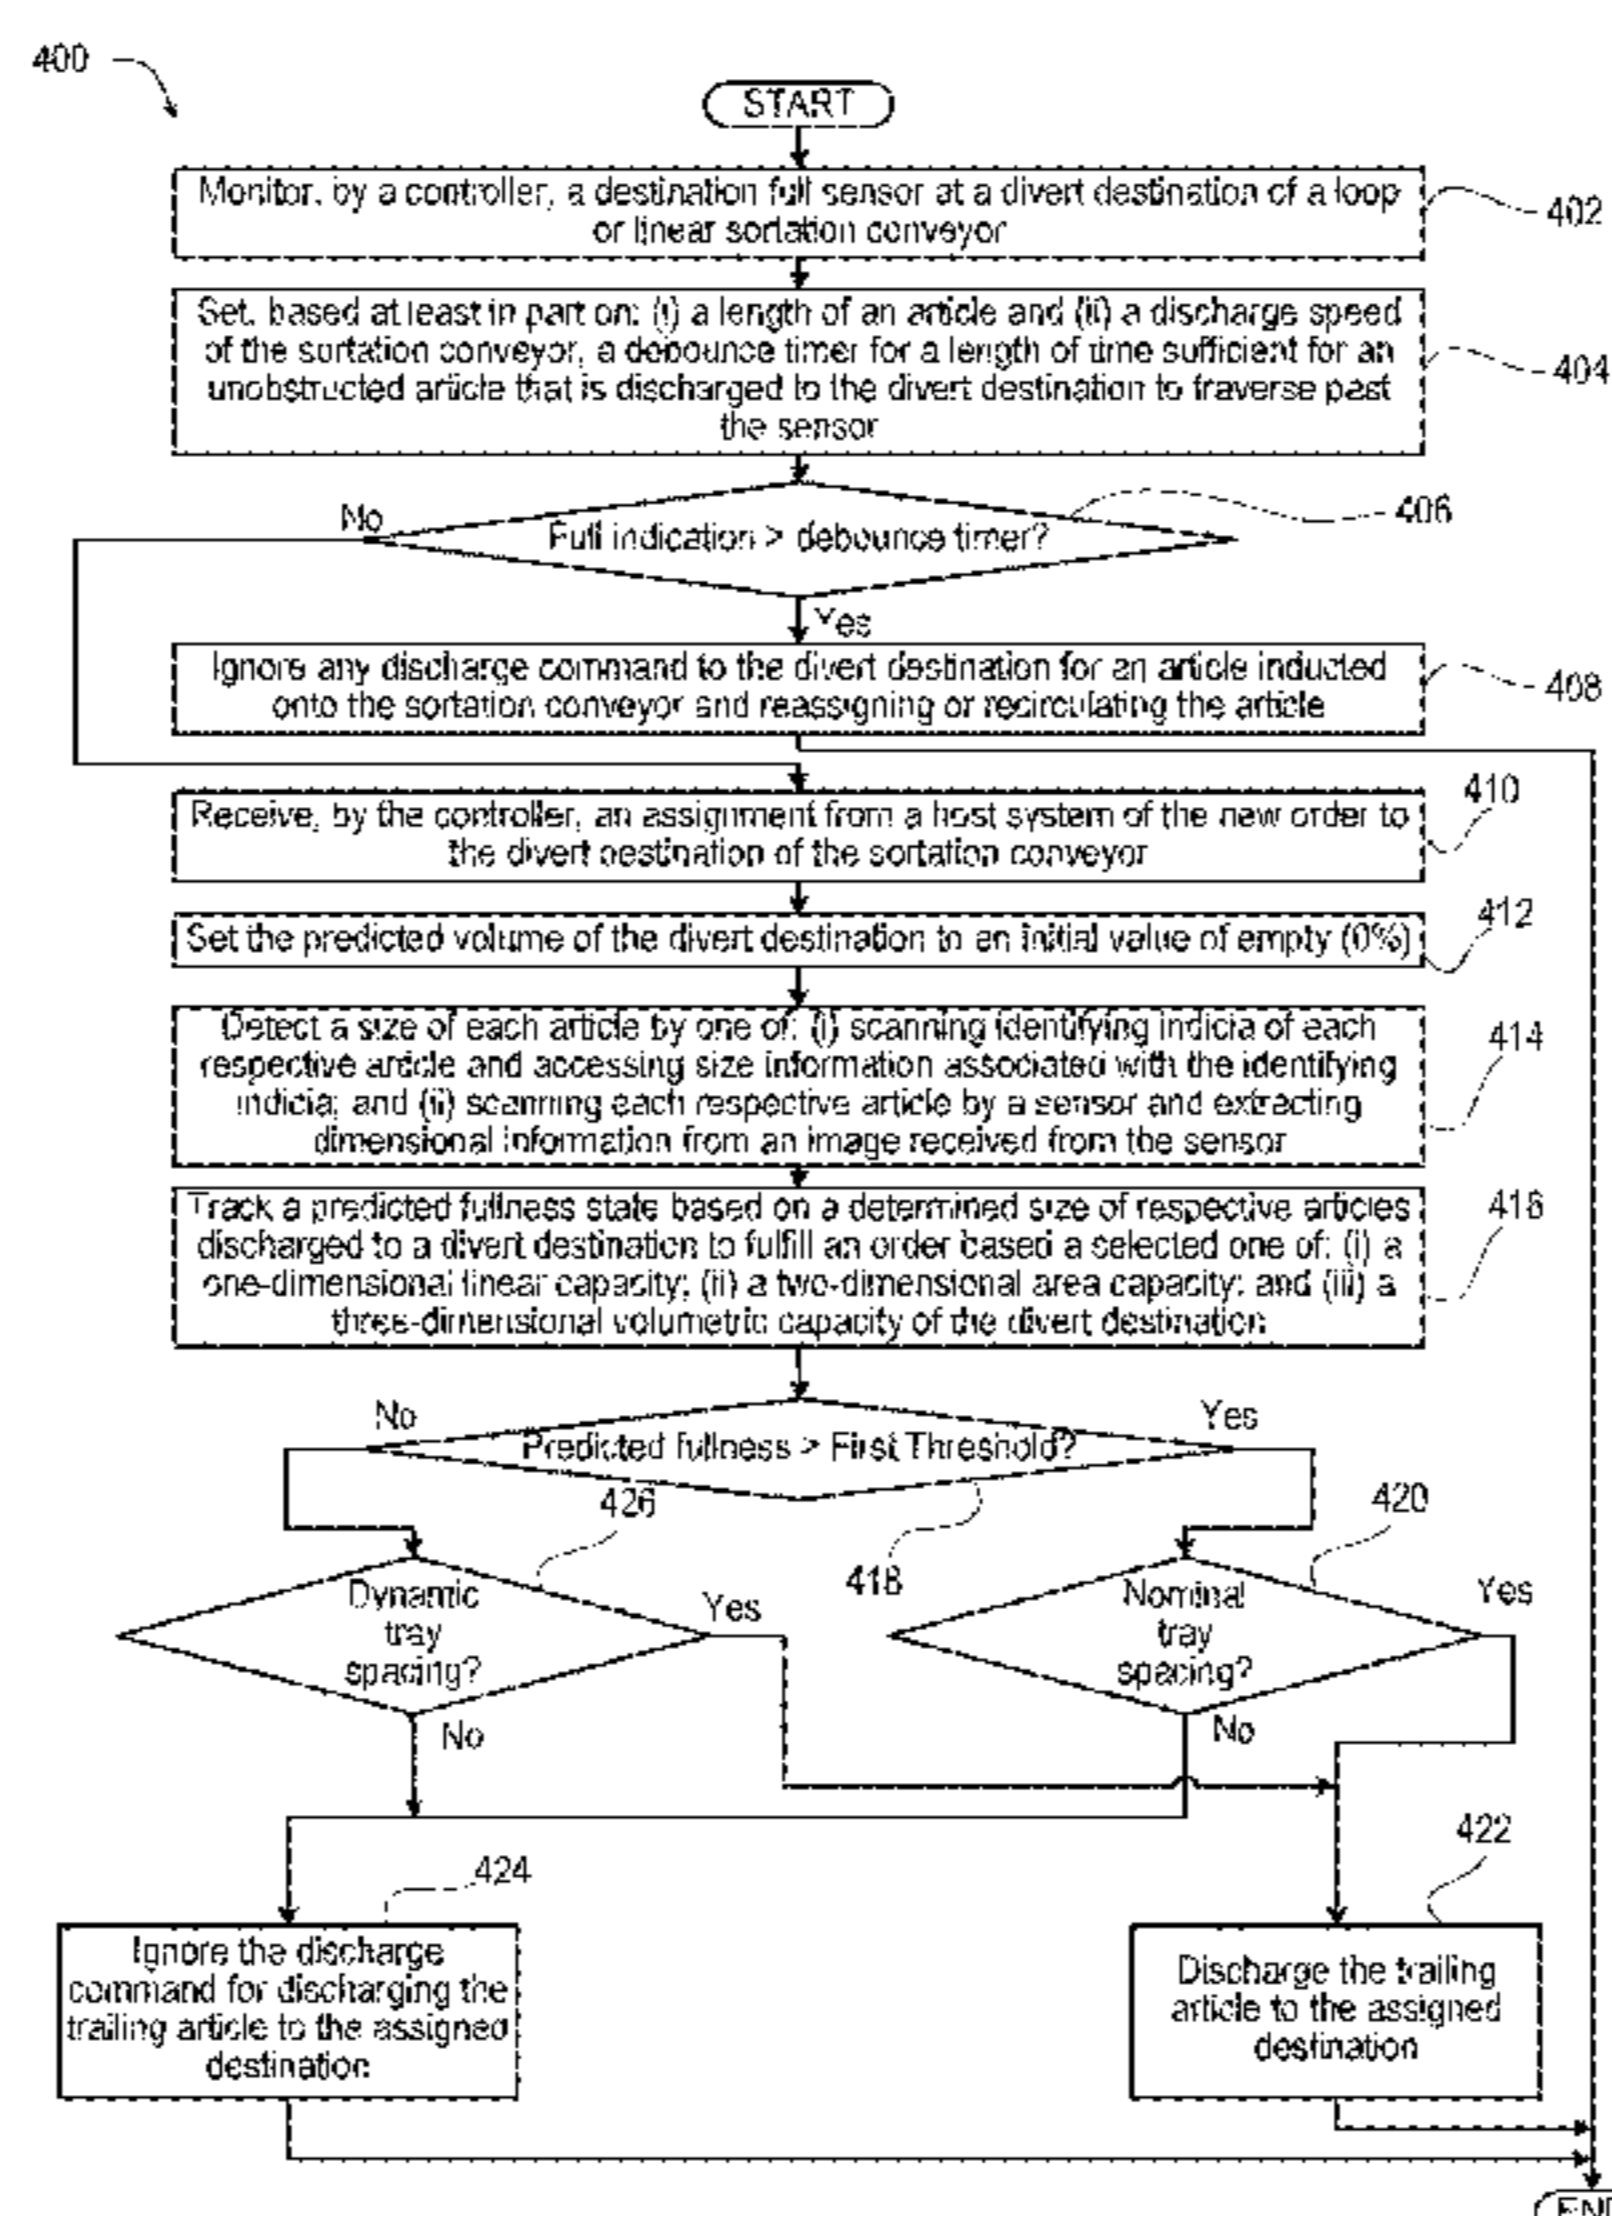 400
START
Monitor, by a controller, a destination full sensor at a divert destination of a loop
or linear sortation conveyor
402
Set, based at least in part on: (i) a length of an article and (ii) a discharge speed
of the sortation conveyor, a debounce timer for a length of time sufficient for an
unobstructed article that is discharged to the divert destination to traverse past
the sensor
404
No
Full indication > debounce timer?
406
Yes
Ignore any discharge command to the divert destination for an article inducted
onto the sortation conveyor and reassigning or recirculating the article
408
Receive, by the controller, an assignment from a host system of the new order to
the divert destination of the sortation conveyor
410
Set the predicted volume of the divert destination to an initial value of empty (0%)
412
Detect a size of each article by one of: (i) scanning identifying indicia of each
respective article and accessing size information associated with the identifying
indicia; and (ii) scanning each respective article by a sensor and extracting
dimensional information from an image received from the sensor
414
Track a predicted fullness state based on a determined size of respective articles
discharged to a divert destination to fulfill an order based a selected one of: (i) a
one-dimensional linear capacity; (ii) a two-dimensional area capacity; and (iii) a
three-dimensional volumetric capacity of the divert destination
416
No
Predicted fullness > First Threshold?
Yes
426
418
420
Dynamic
tray
spacing?
Yes
No
Nominal
tray
spacing?
Yes
No
424
422
Ignore the discharge
command for discharging the
trailing article to the assigned
destination
Discharge the trailing
article to the assigned
destination
END